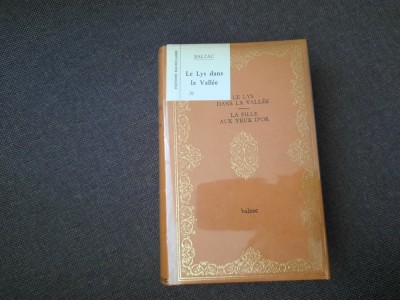 BALZAC
Le Lys dans
la Vallée
LE LYS
DANS LA VALLÉE
LA FILLE
AUX YEUX D'OR
balzac